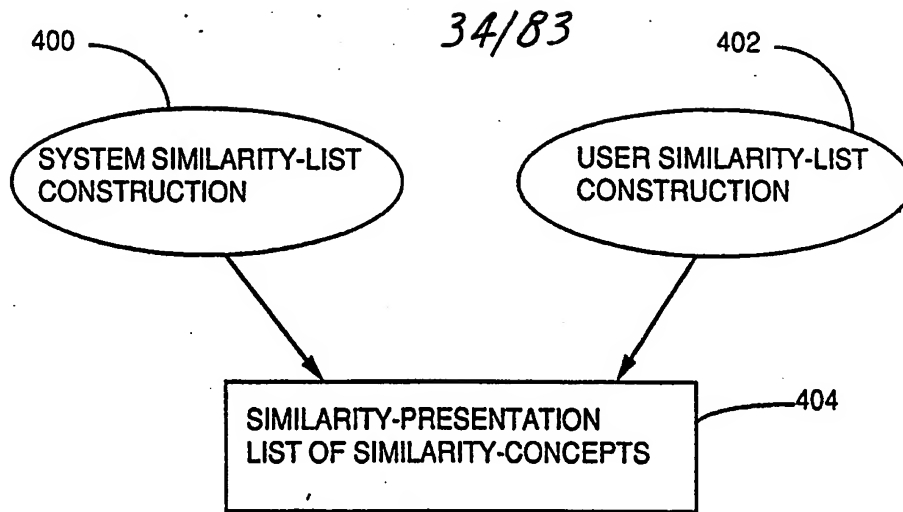 34/83
400
402
SYSTEM SIMILARITY-LIST
CONSTRUCTION
USER SIMILARITY-LIST
CONSTRUCTION
SIMILARITY-PRESENTATION
LIST OF SIMILARITY-CONCEPTS
404